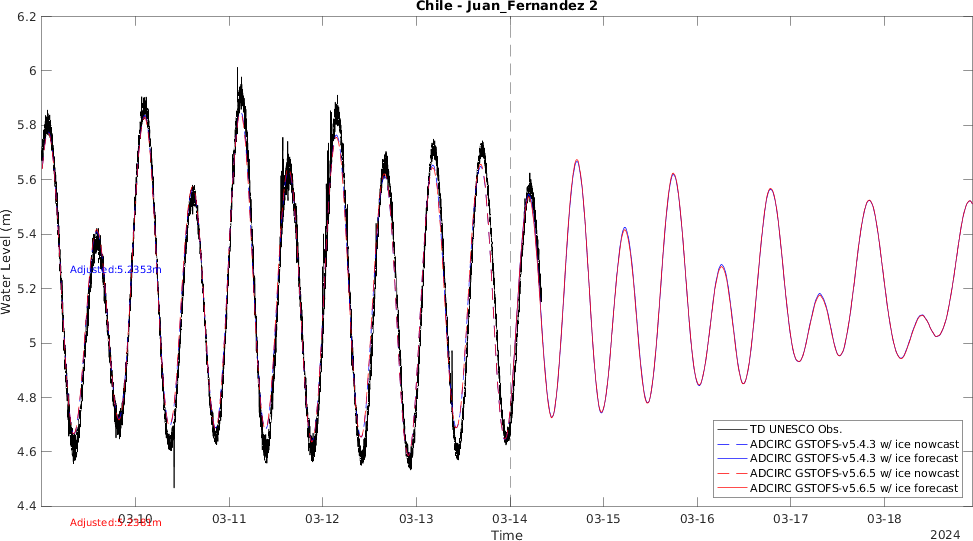 Chile - Juan_Fernandez 2
6.2
6
5.8
5.6
5.4
5.2
5
4.8
4.6
4.4
Water Level (m)
Adjusted:5.2353m
TD UNESCO Obs.
ADCIRC GSTOFS-v5.4.3 w/ ice nowcast
ADCIRC GSTOFS-v5.4.3 w/ ice forecast
ADCIRC GSTOFS-v5.6.5 w/ ice nowcast
ADCIRC GSTOFS-v5.6.5 w/ ice forecast
03-10 03-11 03-12 03-13 03-14 03-15 03-16 03-17 03-18
Time
2024